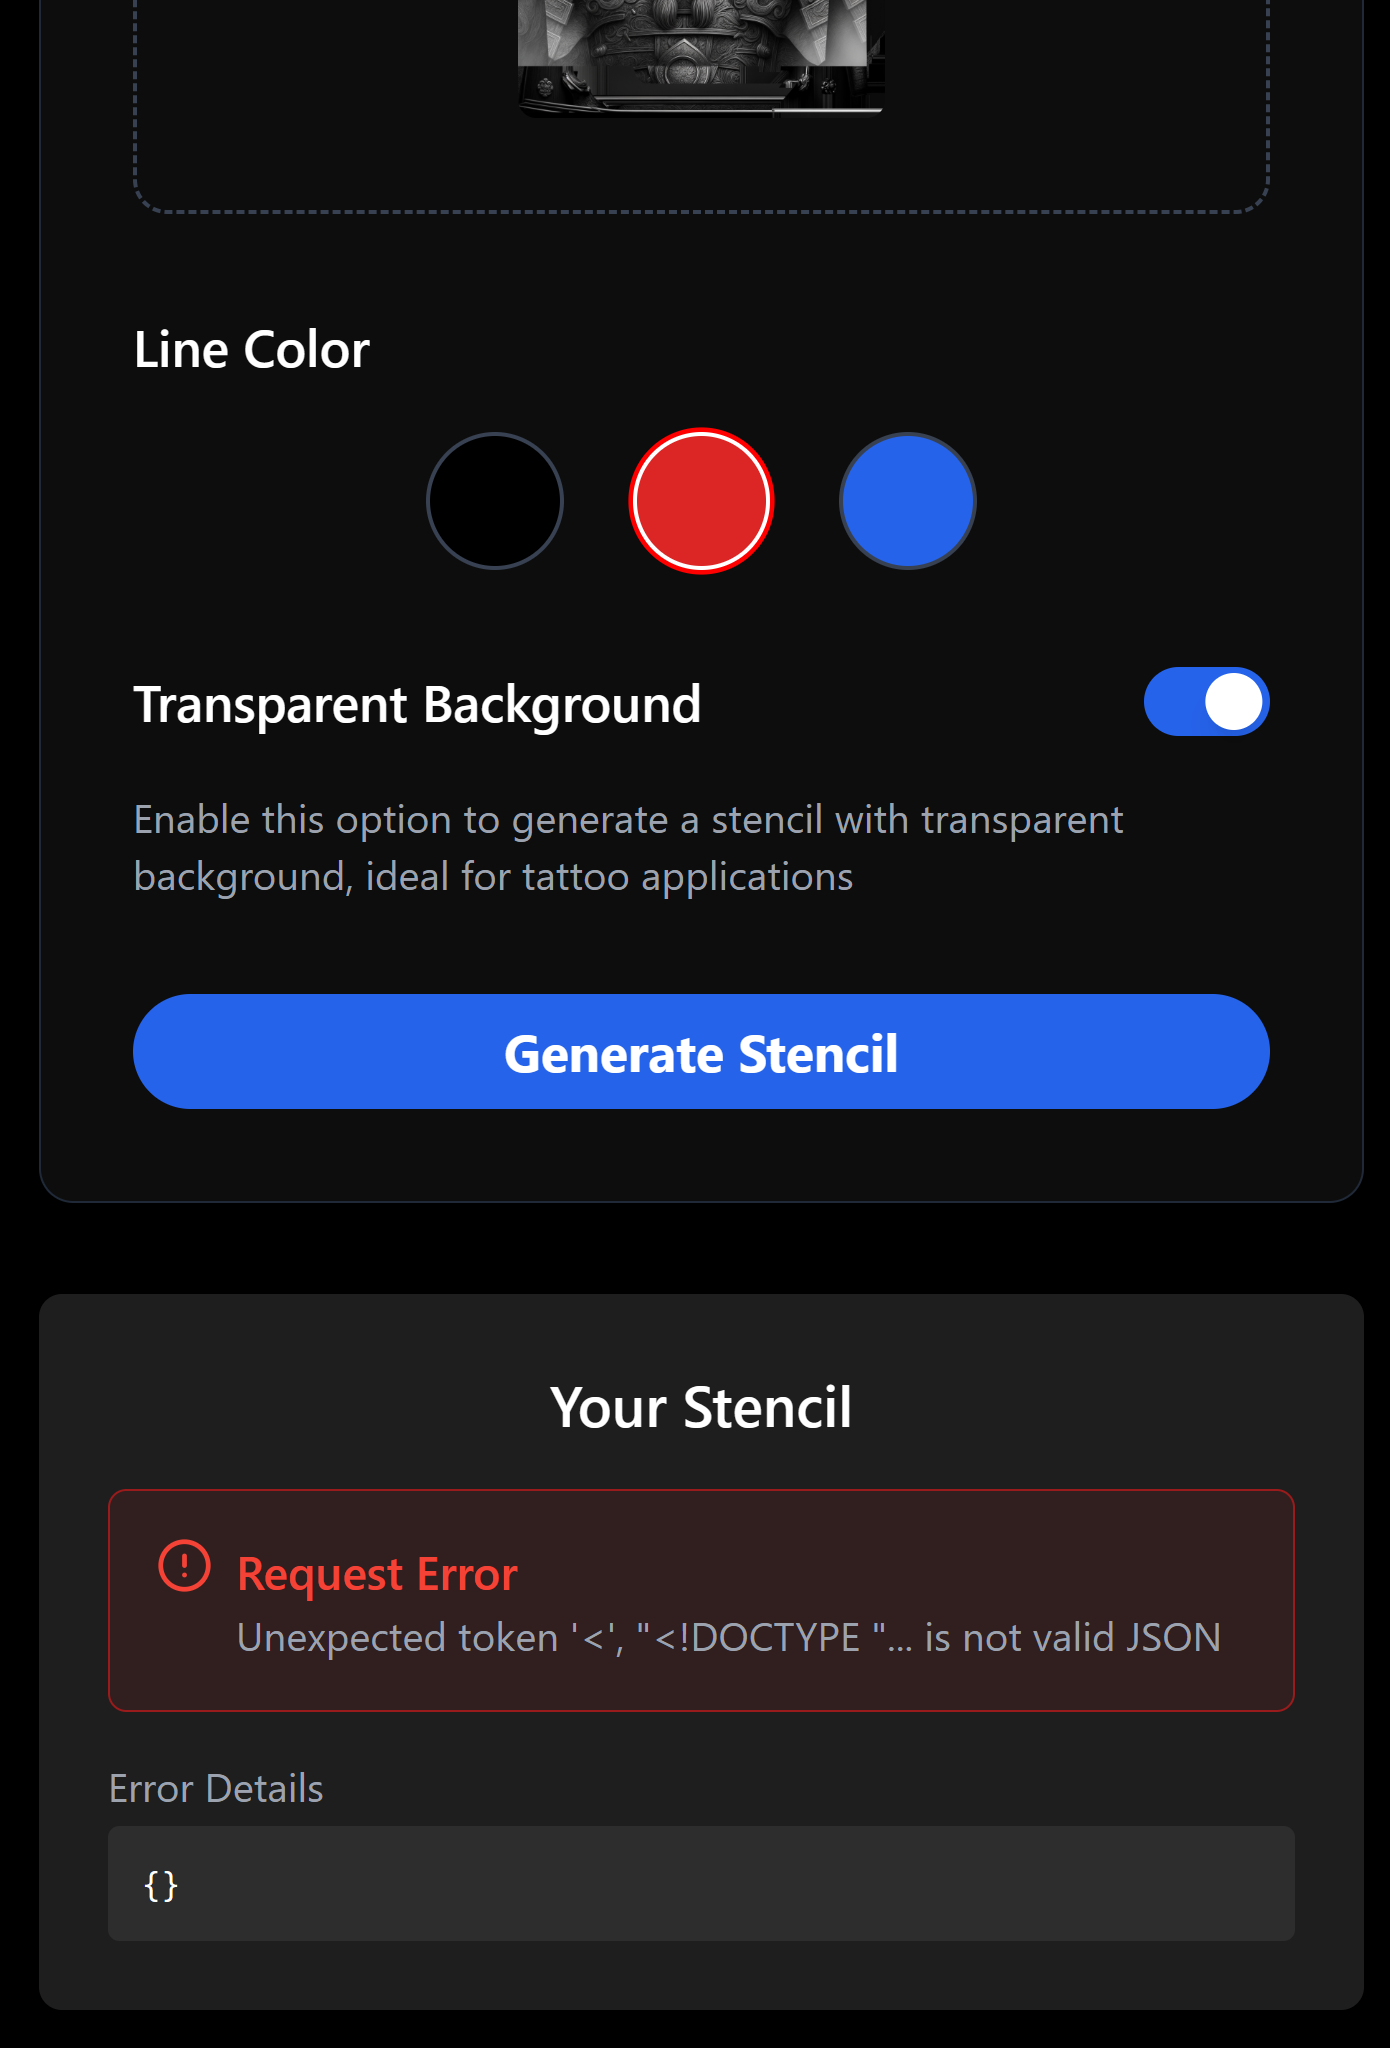 Line Color
Transparent Background
Enable this option to generate a stencil with transparent
background, ideal for tattoo applications
Generate Stencil
Your Stencil
Request Error
Unexpected token '<', "<!DOCTYPE "... is not valid JSON
Error Details
{}